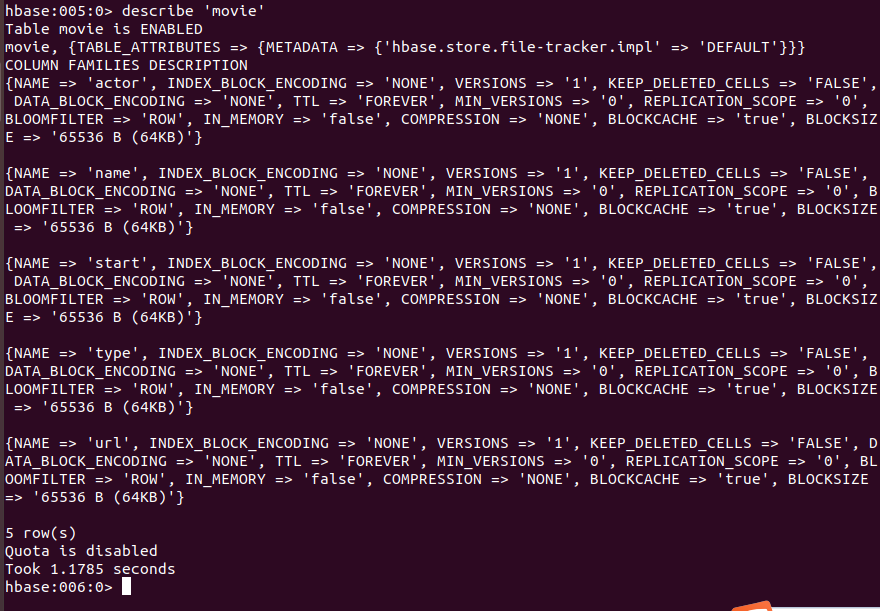 hbase:005:0> describe 'movie'
Table movie is ENABLED
movie, {TABLE_ATTRIBUTES => {METADATA => {'hbase.store.file-tracker.impl' => 'DEFAULT'}}}
COLUMN FAMILIES DESCRIPTION
{NAME => 'actor', INDEX_BLOCK_ENCODING => 'NONE', VERSIONS => '1', KEEP_DELETED_CELLS => 'FALSE',
 DATA_BLOCK_ENCODING => 'NONE', TTL => 'FOREVER', MIN_VERSIONS => '0', REPLICATION_SCOPE => '0',
BLOOMFILTER => 'ROW', IN_MEMORY => 'false', COMPRESSION => 'NONE', BLOCKCACHE => 'true', BLOCKSIZ
E => '65536 B (64KB)'}

{NAME => 'name', INDEX_BLOCK_ENCODING => 'NONE', VERSIONS => '1', KEEP_DELETED_CELLS => 'FALSE',
DATA_BLOCK_ENCODING => 'NONE', TTL => 'FOREVER', MIN_VERSIONS => '0', REPLICATION_SCOPE => '0', B
LOOMFILTER => 'ROW', IN_MEMORY => 'false', COMPRESSION => 'NONE', BLOCKCACHE => 'true', BLOCKSIZE
 => '65536 B (64KB)'}

{NAME => 'start', INDEX_BLOCK_ENCODING => 'NONE', VERSIONS => '1', KEEP_DELETED_CELLS => 'FALSE',
 DATA_BLOCK_ENCODING => 'NONE', TTL => 'FOREVER', MIN_VERSIONS => '0', REPLICATION_SCOPE => '0',
BLOOMFILTER => 'ROW', IN_MEMORY => 'false', COMPRESSION => 'NONE', BLOCKCACHE => 'true', BLOCKSIZ
E => '65536 B (64KB)'}

{NAME => 'type', INDEX_BLOCK_ENCODING => 'NONE', VERSIONS => '1', KEEP_DELETED_CELLS => 'FALSE',
DATA_BLOCK_ENCODING => 'NONE', TTL => 'FOREVER', MIN_VERSIONS => '0', REPLICATION_SCOPE => '0', B
LOOMFILTER => 'ROW', IN_MEMORY => 'false', COMPRESSION => 'NONE', BLOCKCACHE => 'true', BLOCKSIZE
 => '65536 B (64KB)'}

{NAME => 'url', INDEX_BLOCK_ENCODING => 'NONE', VERSIONS => '1', KEEP_DELETED_CELLS => 'FALSE', D
ATA_BLOCK_ENCODING => 'NONE', TTL => 'FOREVER', MIN_VERSIONS => '0', REPLICATION_SCOPE => '0', BL
OOMFILTER => 'ROW', IN_MEMORY => 'false', COMPRESSION => 'NONE', BLOCKCACHE => 'true', BLOCKSIZE
=> '65536 B (64KB)'}

5 row(s)
Quota is disabled
Took 1.1785 seconds
hbase:006:0>